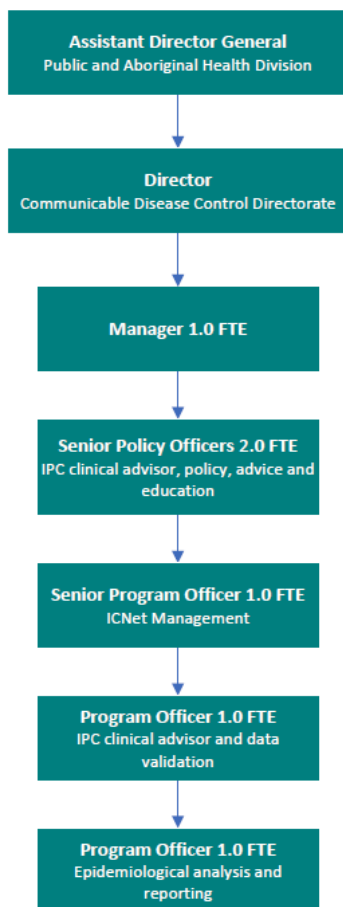 Assistant Director General
Public and Aboriginal Health Division
Director
Communicable Disease Control Directorate
Manager 1.0 FTE
Senior Policy Officers 2.0 FTE
IPC clinical advisor, policy, advice and
education
Senior Program Officer 1.0 FTE
ICNet Management
Program Officer 1.0 FTE
IPC clinical advisor and data
validation
Program Officer 1.0 FTE
Epidemiological analysis and
reporting